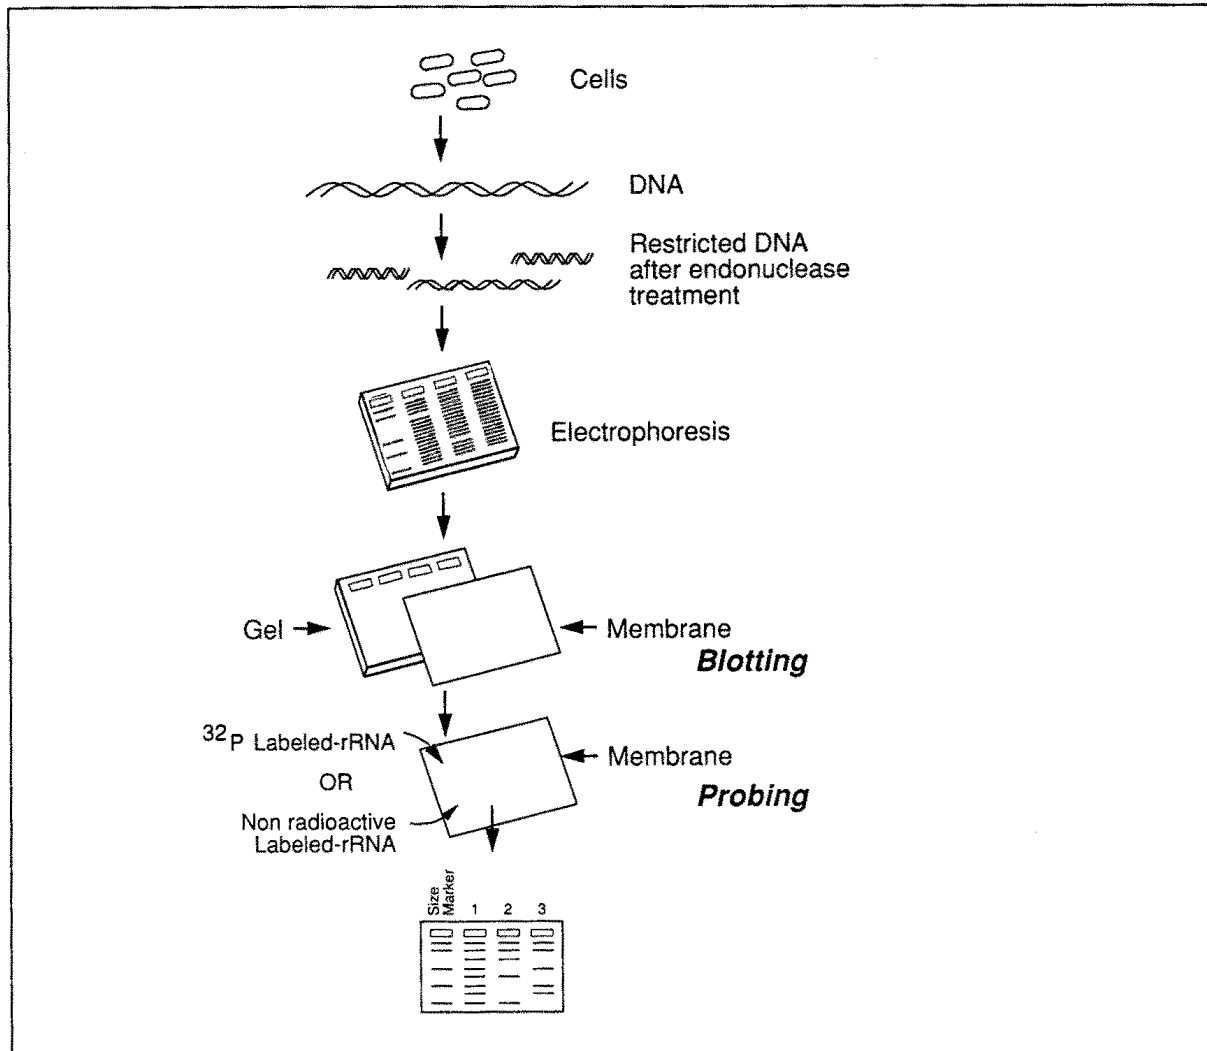 Cells
DNA
Restricted DNA
after endonuclease
treatment
Electrophoresis
Gel
Membrane
Blotting
32P Labeled-rRNA
OR
Non radioactive
Labeled-rRNA
Membrane
Probing
Size
Marker
1 2 3